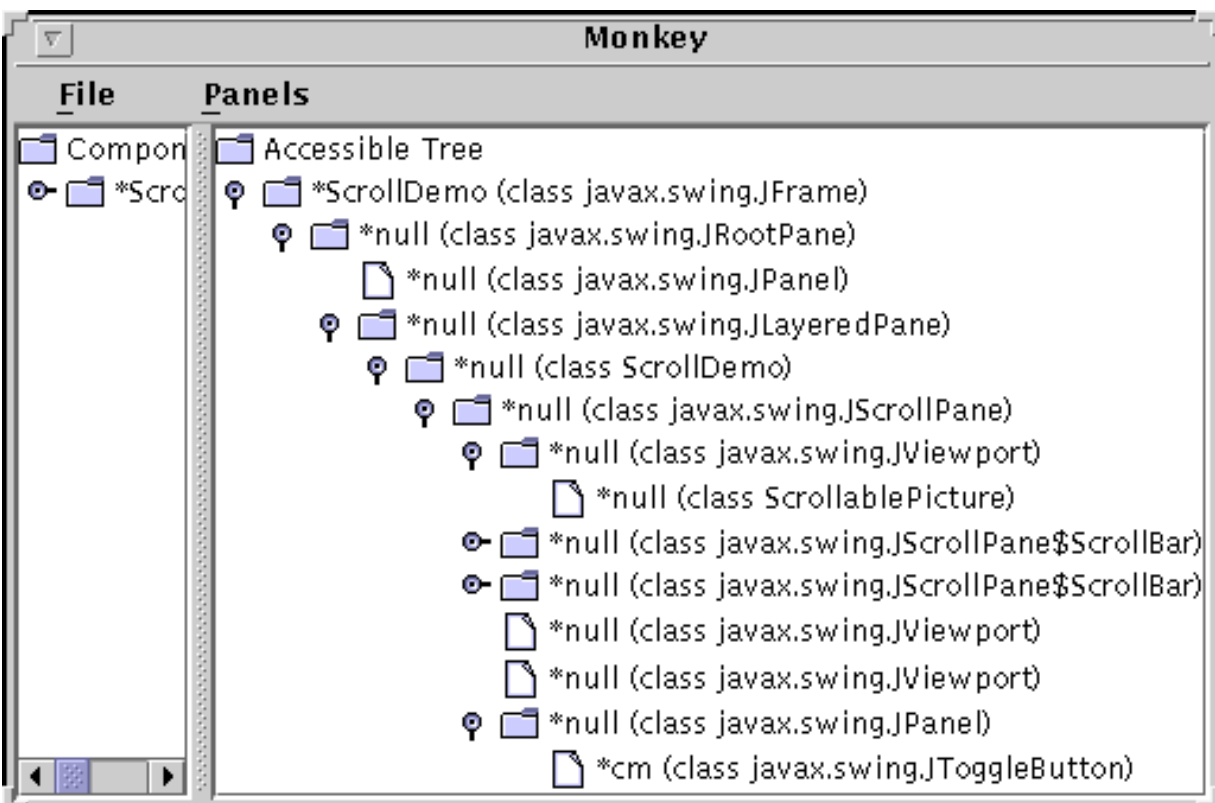 Monkey
File Panels
Compon
*Scro
Accessible Tree
*ScrollDemo (class javax.swing.JFrame)
*null (class javax.swing.JRootPane)
*null (class javax.swing.JPanel)
*null (class javax.swing.JLayeredPane)
*null (class ScrollDemo)
*null (class javax.swing.JScrollPane)
*null (class javax.swing.JViewport)
*null (class ScrollablePicture)
*null (class javax.swing.JScrollPane$ScrollBar)
*null (class javax.swing.JScrollPane$ScrollBar)
*null (class javax.swing.JViewport)
*null (class javax.swing.JViewport)
*null (class javax.swing.JPanel)
*cm (class javax.swing.JToggleButton)